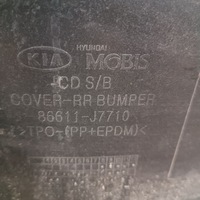 HYUNDAI
KIA MOBIS
CD S/B
COVER-RR BUMPER
86611-J7710
>TPO-(PP+EPDM)<